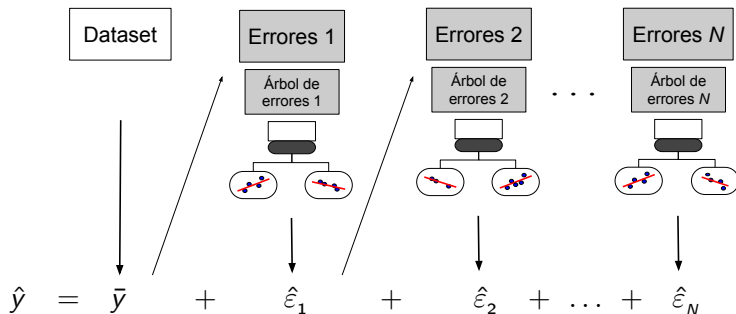 Dataset
Errores 1
Errores 2
Errores N
Árbol de
errores 1
Árbol de
errores 2
. . .
Árbol de
errores N
ŷ = ȳ + ε̂₁ + ε̂₂ + ... + ε̂_N